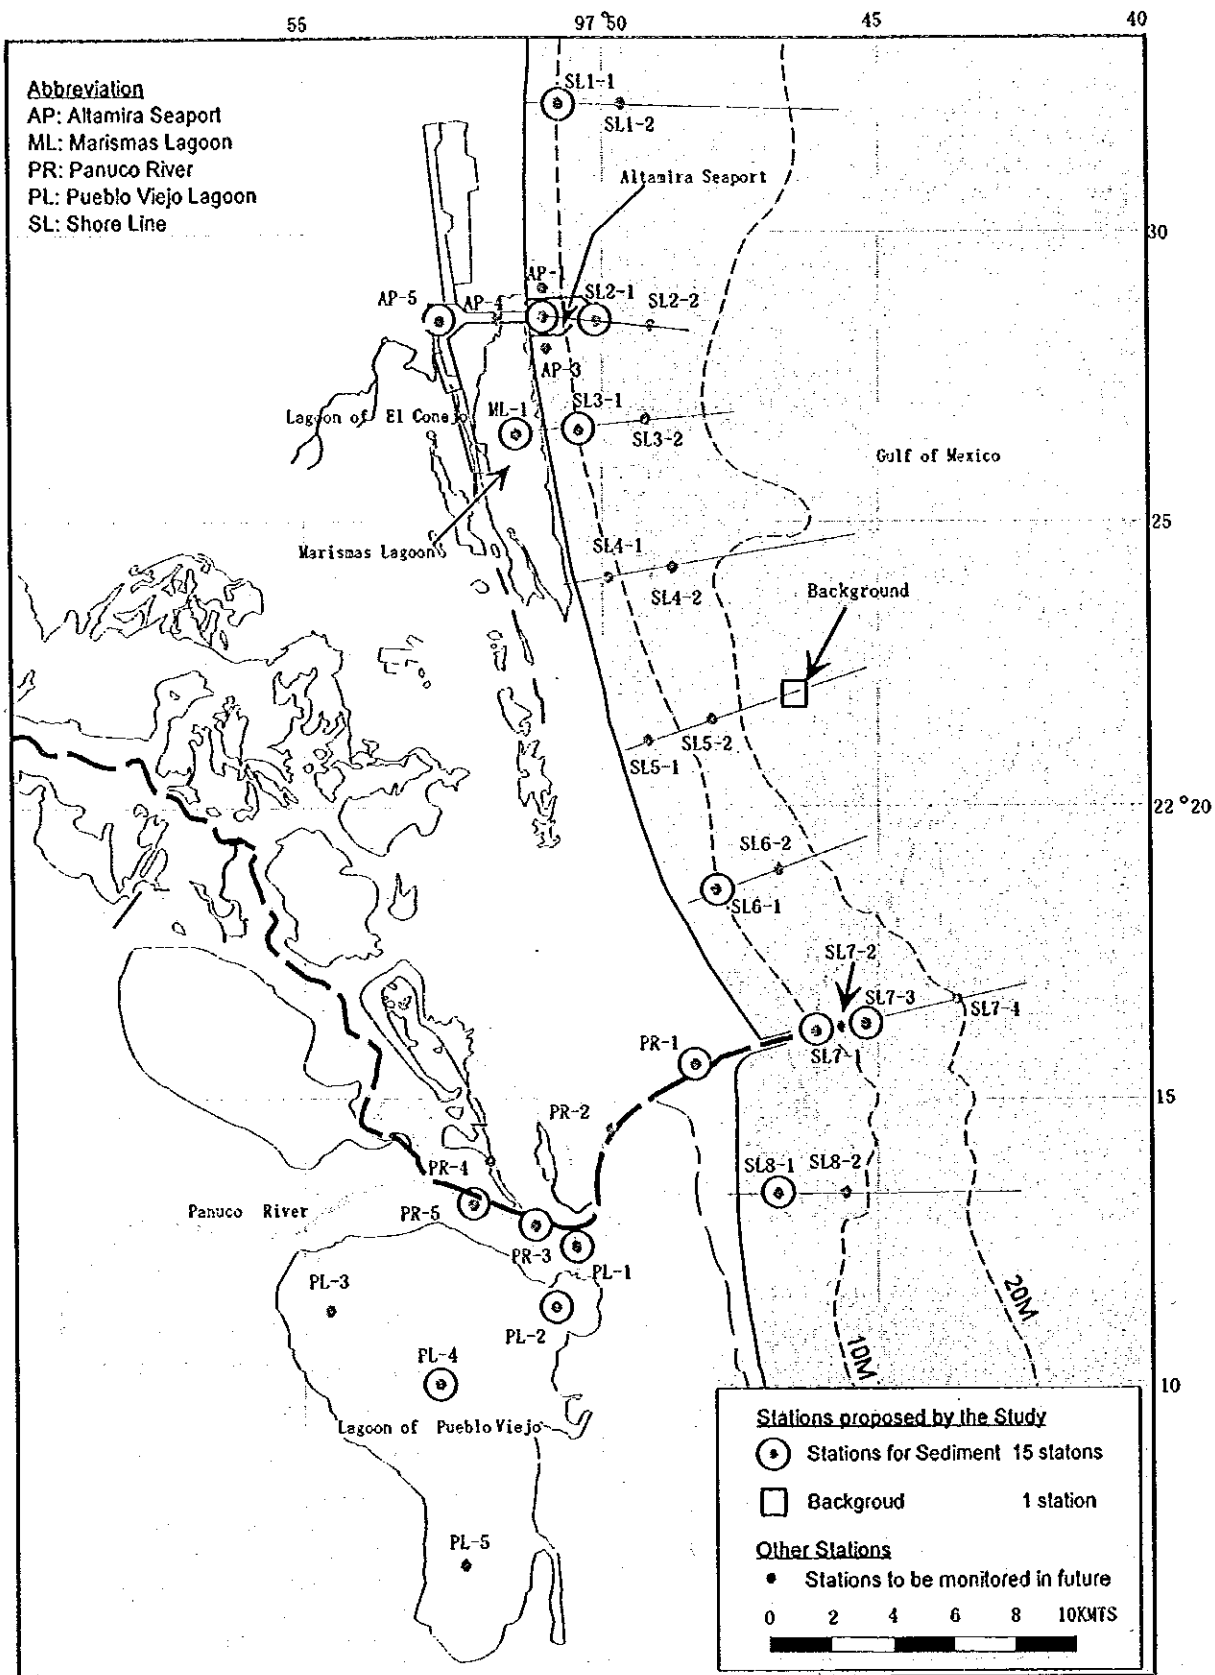 55
97°50
45
40
Abbreviation
AP: Altamira Seaport
ML: Marismas Lagoon
PR: Panuco River
PL: Pueblo Viejo Lagoon
SL: Shore Line
SL1-1
SL1-2
Altamira Seaport
30
AP-1
AP-5
AP-4
SL2-1
SL2-2
AP-3
Lagoon of El Conejo
ML-1
SL3-1
SL3-2
Gulf of Mexico
25
Marismas Lagoon
SL4-1
SL4-2
Background
SL5-2
SL5-1
22°20
SL6-2
SL6-1
SL7-2
SL7-3
SL7-4
PR-1
SL7-1
15
PR-2
PR-4
SL8-1
SL8-2
Panuco River
PR-5
PR-3
PL-1
PL-3
PL-2
20M
10M
PL-4
10
Lagoon of Pueblo Viejo
PL-5
Stations proposed by the Study
Stations for Sediment 15 statons
Backgroud 1 station
Other Stations
Stations to be monitored in future
0 2 4 6 8 10KMTS